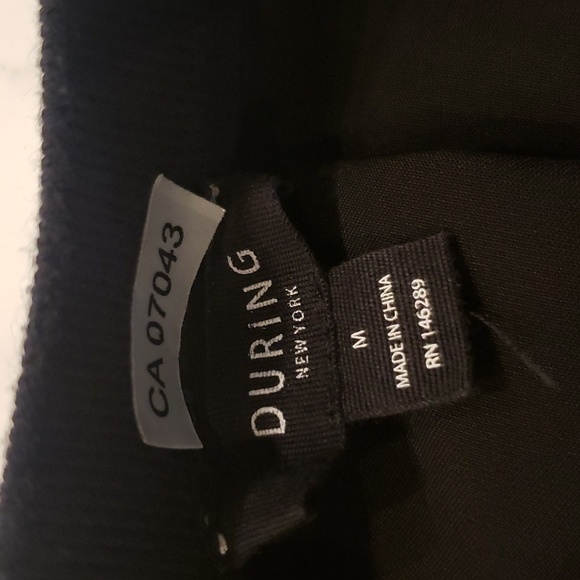 CA 07043
DURiNG
NEW YORK
M
MADE IN CHINA
RN 146289